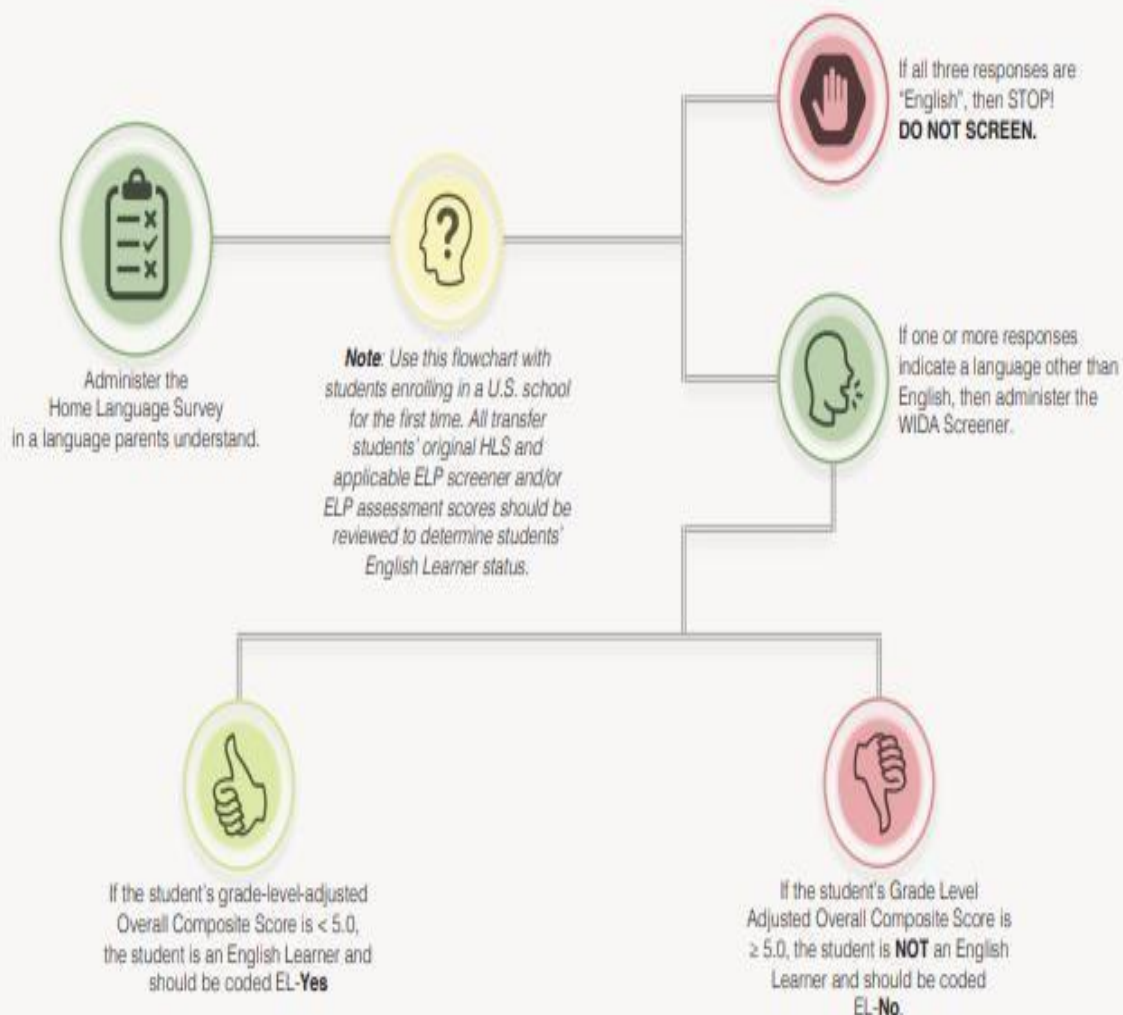 Administer the
Home Language Survey
in a language parents understand.
?
Note: Use this flowchart with
students enrolling in a U.S. school
for the first time. All transfer
students' original HLS and
applicable ELP screener and/or
ELP assessment scores should be
reviewed to determine students'
English Learner status.
If all three responses are
"English", then STOP!
DO NOT SCREEN.
If one or more responses
indicate a language other than
English, then administer the
WIDA Screener.
If the student's grade-level-adjusted
Overall Composite Score is < 5.0,
the student is an English Learner and
should be coded EL-Yes
If the student's Grade Level
Adjusted Overall Composite Score is
≥ 5.0, the student is NOT an English
Learner and should be coded
EL-No.